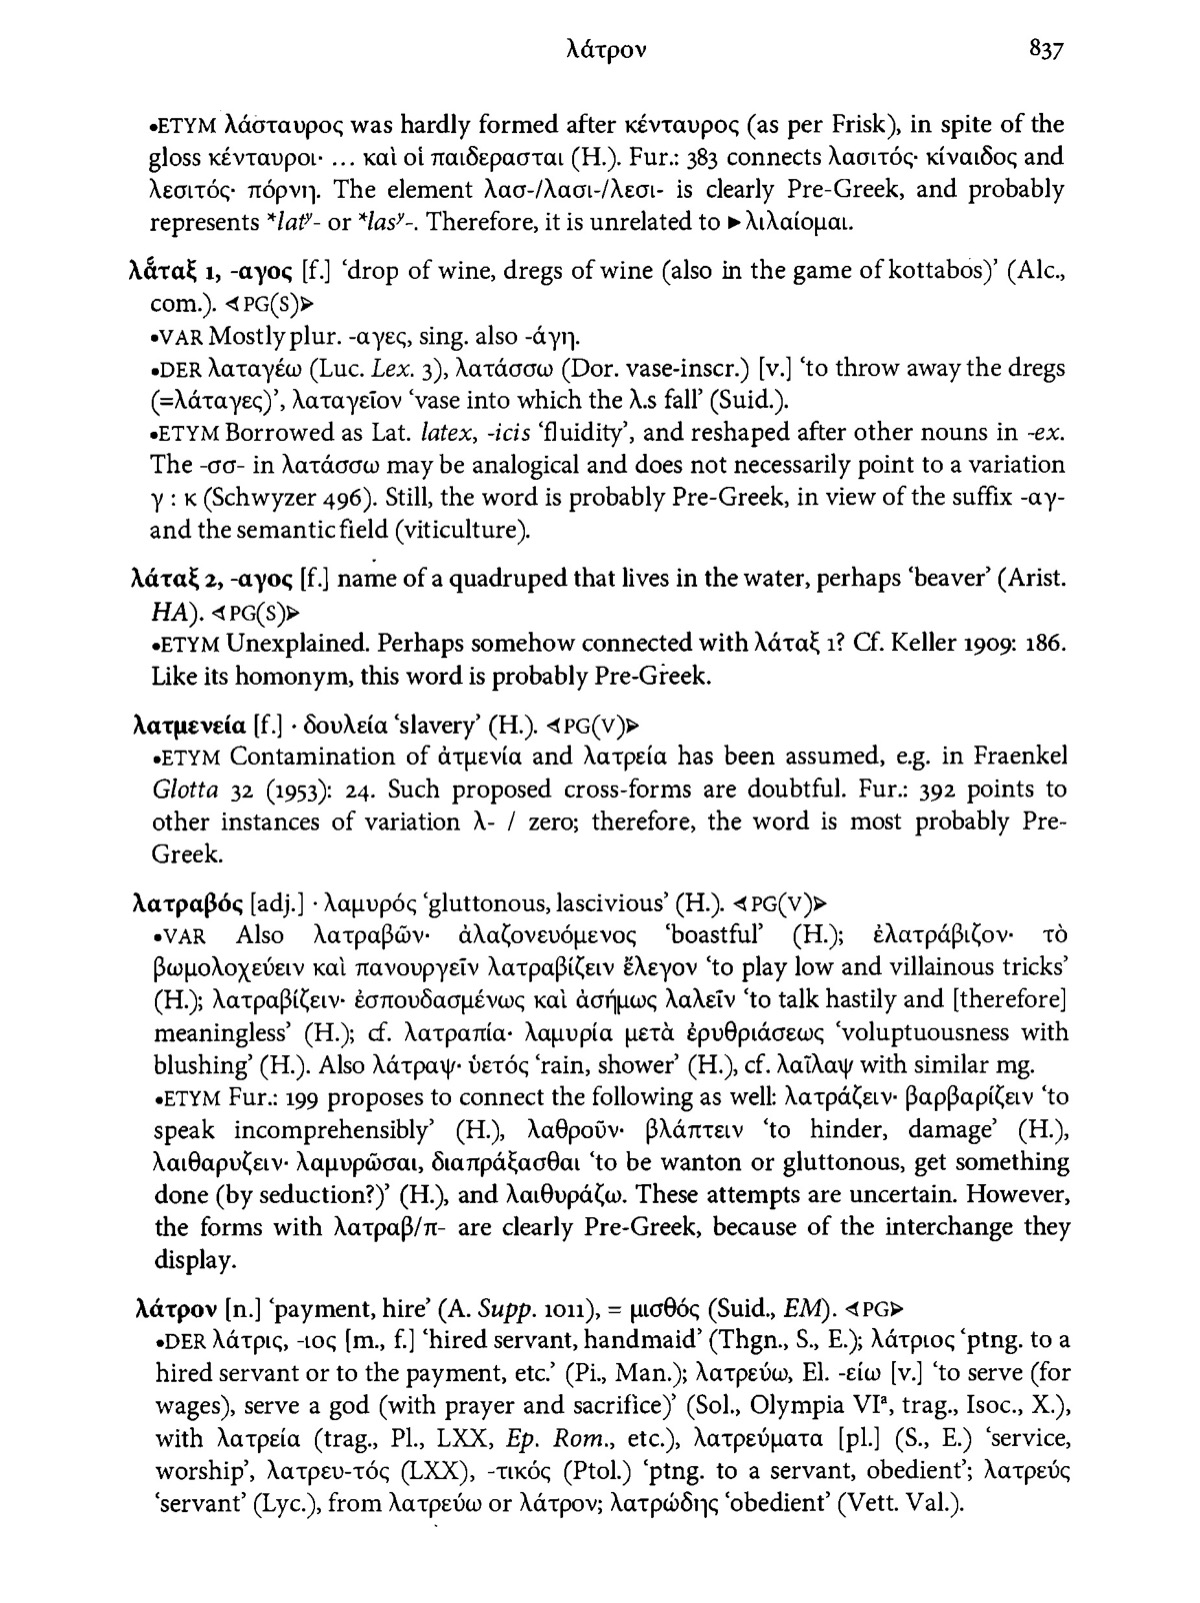 λάτρον 837
•ETYM λάσταυρος was hardly formed after κένταυρος (as per Frisk), in spite of the
gloss κένταυροι· ... καὶ οἱ παιδερασται (H.). Fur.: 383 connects λασιτός· κίναιδος and
λεσιτός· πόρνη. The element λασ-/λασι-/λεσι- is clearly Pre-Greek, and probably
represents *latʸ- or *lasʸ-. Therefore, it is unrelated to ►λιλαίομαι.
λᾰ́ταξ 1, -αγος [f.] ‘drop of wine, dregs of wine (also in the game of kottabos)’ (Alc.,
com.). ◄PG(S)►
•VAR Mostly plur. -αγες, sing. also -άγη.
•DER λαταγέω (Luc. Lex. 3), λατάσσω (Dor. vase-inscr.) [v.] ‘to throw away the dregs
(=λάταγες)’, λαταγεῖον ‘vase into which the λ.s fall’ (Suid.).
•ETYM Borrowed as Lat. latex, -icis ‘fluidity’, and reshaped after other nouns in -ex.
The -σσ- in λατάσσω may be analogical and does not necessarily point to a variation
γ : κ (Schwyzer 496). Still, the word is probably Pre-Greek, in view of the suffix -αγ-
and the semantic field (viticulture).
λάταξ 2, -αγος [f.] name of a quadruped that lives in the water, perhaps ‘beaver’ (Arist.
HA). ◄PG(S)►
•ETYM Unexplained. Perhaps somehow connected with λάταξ 1? Cf. Keller 1909: 186.
Like its homonym, this word is probably Pre-Greek.
λατμενεία [f.] · δουλεία ‘slavery’ (H.). ◄PG(V)►
•ETYM Contamination of ἀτμενία and λατρεία has been assumed, e.g. in Fraenkel
Glotta 32 (1953): 24. Such proposed cross-forms are doubtful. Fur.: 392 points to
other instances of variation λ- / zero; therefore, the word is most probably Pre-
Greek.
λατραβός [adj.] · λαμυρός ‘gluttonous, lascivious’ (H.). ◄PG(V)►
•VAR Also λατραβῶν· ἀλαζονευόμενος ‘boastful’ (H.); ἐλατράβιζον· τὸ
βωμολοχεύειν καὶ πανουργεῖν λατραβίζειν ἔλεγον ‘to play low and villainous tricks’
(H.); λατραβίζειν· ἐσπουδασμένως καὶ ἀσήμως λαλεῖν ‘to talk hastily and [therefore]
meaningless’ (H.); cf. λατραπία· λαμυρία μετὰ ἐρυθριάσεως ‘voluptuousness with
blushing’ (H.). Also λάτραψ· ὑετός ‘rain, shower’ (H.), cf. λαῖλαψ with similar mg.
•ETYM Fur.: 199 proposes to connect the following as well: λατράζειν· βαρβαρίζειν ‘to
speak incomprehensibly’ (H.), λαθροῦν· βλάπτειν ‘to hinder, damage’ (H.),
λαιθαρυζειν· λαμυρῶσαι, διαπράξασθαι ‘to be wanton or gluttonous, get something
done (by seduction?)’ (H.), and λαιθυράζω. These attempts are uncertain. However,
the forms with λατραβ/π- are clearly Pre-Greek, because of the interchange they
display.
λάτρον [n.] ‘payment, hire’ (A. Supp. 1011), = μισθός (Suid., EM). ◄PG►
•DER λάτρις, -ιος [m., f.] ‘hired servant, handmaid’ (Thgn., S., E.); λάτριος ‘ptng. to a
hired servant or to the payment, etc.’ (Pi., Man.); λατρεύω, El. -είω [v.] ‘to serve (for
wages), serve a god (with prayer and sacrifice)’ (Sol., Olympia VIᵃ, trag., Isoc., X.),
with λατρεία (trag., Pl., LXX, Ep. Rom., etc.), λατρεύματα [pl.] (S., E.) ‘service,
worship’, λατρευ-τός (LXX), -τικός (Ptol.) ‘ptng. to a servant, obedient’; λατρεύς
‘servant’ (Lyc.), from λατρεύω or λάτρον; λατρώδης ‘obedient’ (Vett. Val.).